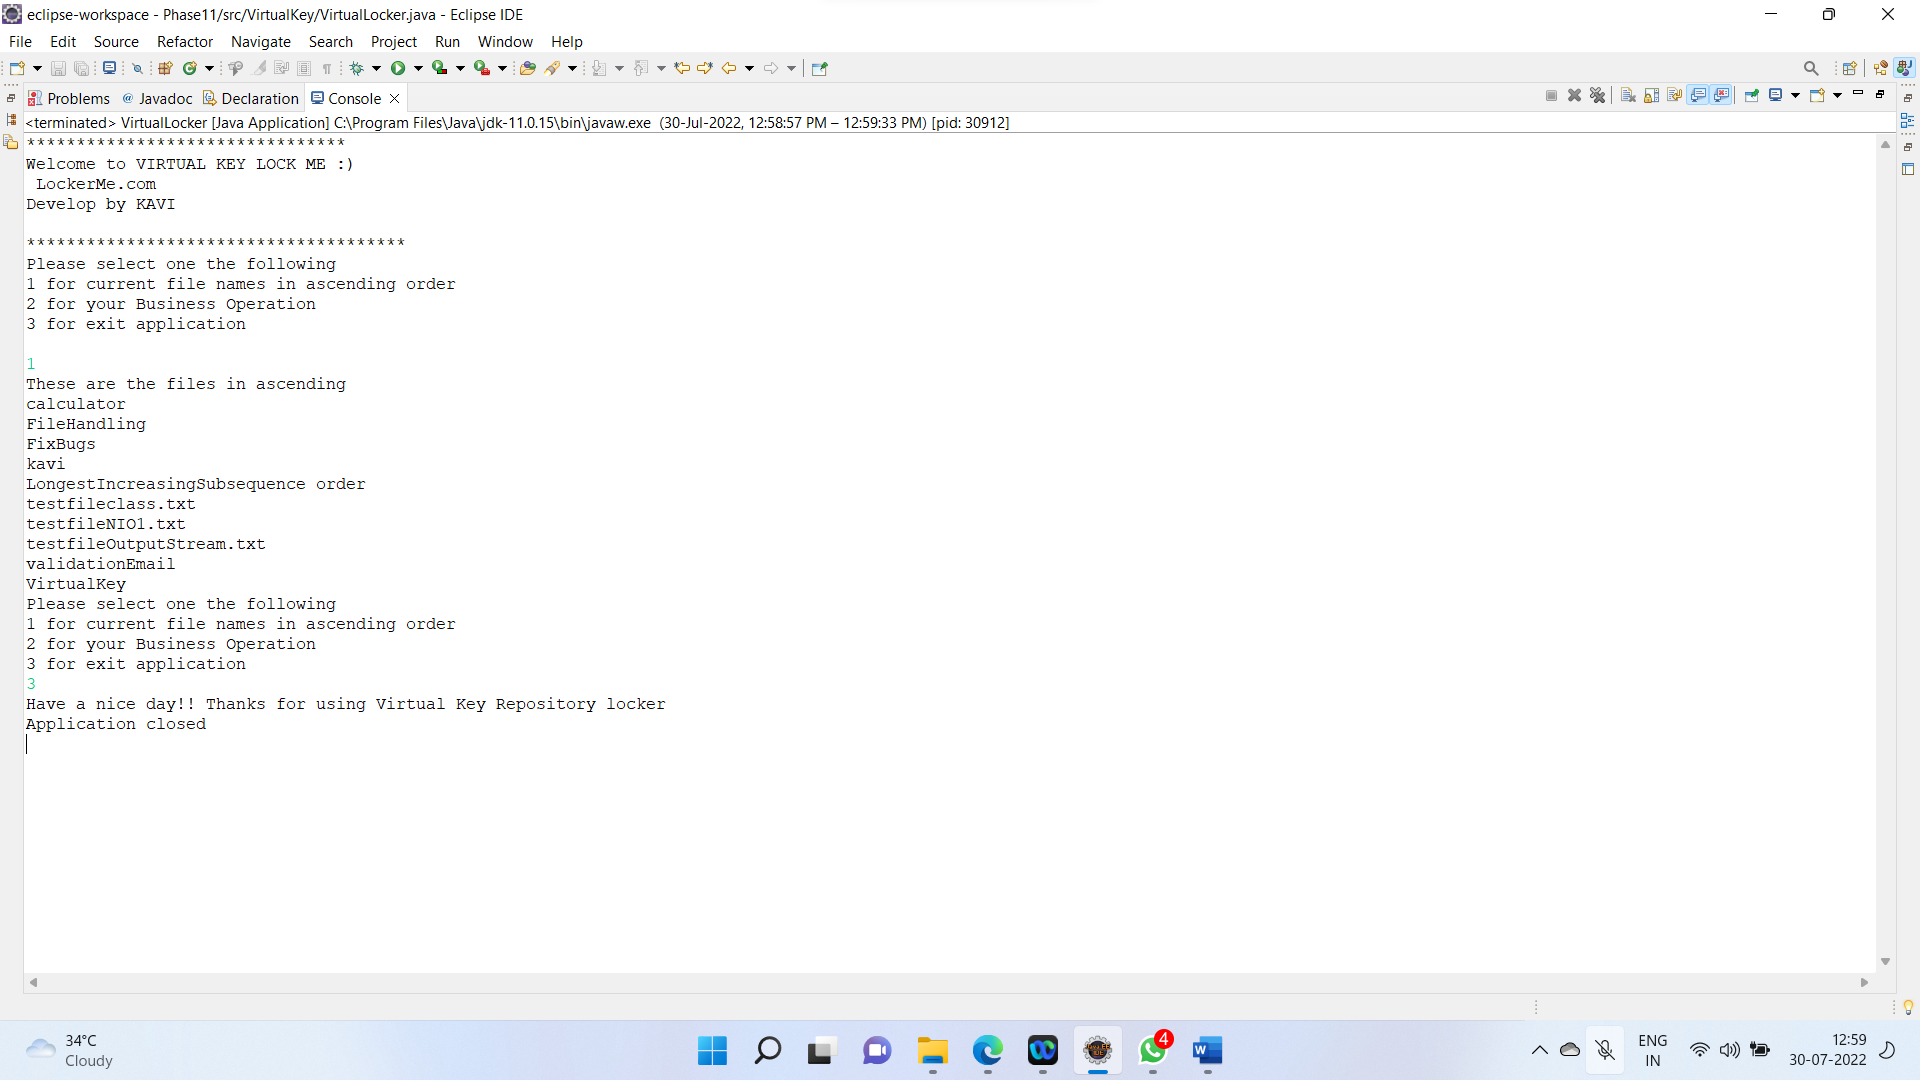 eclipse-workspace - Phase11/src/VirtualKey/VirtualLocker.java - Eclipse IDE
File Edit Source Refactor Navigate Search Project Run Window Help
Problems Javadoc Declaration Console
<terminated> VirtualLocker [Java Application] C:\Program Files\Java\jdk-11.0.15\bin\javaw.exe (30-Jul-2022, 12:58:57 PM – 12:59:33 PM) [pid: 30912]
********************************
Welcome to VIRTUAL KEY LOCK ME :)
LockerMe.com
Develop by KAVI
**************************************
Please select one the following
1 for current file names in ascending order
2 for your Business Operation
3 for exit application
1
These are the files in ascending
calculator
FileHandling
FixBugs
kavi
LongestIncreasingSubsequence order
testfileclass.txt
testfileNIO1.txt
testfileOutputStream.txt
validationEmail
VirtualKey
Please select one the following
1 for current file names in ascending order
2 for your Business Operation
3 for exit application
3
Have a nice day!! Thanks for using Virtual Key Repository locker
Application closed
34°C
Cloudy
4
ENG
IN
12:59
30-07-2022